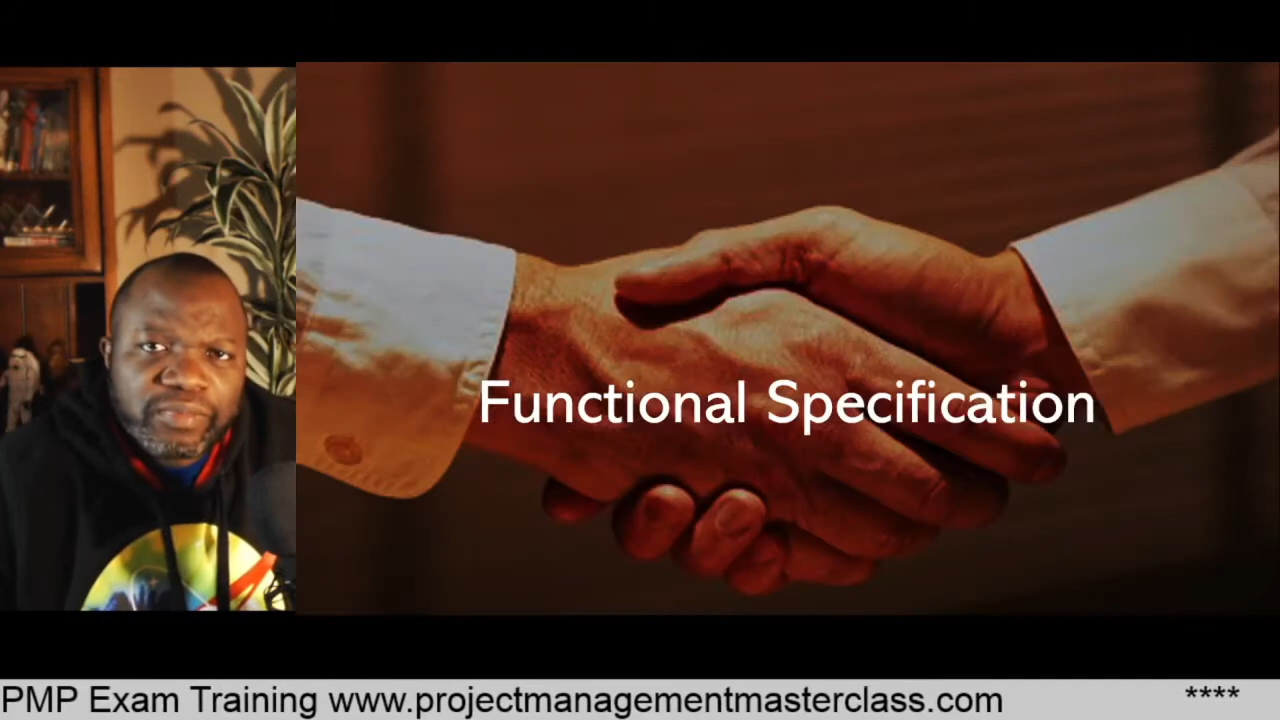 Functional Specification
PMP Exam Training www.projectmanagementmasterclass.com ****